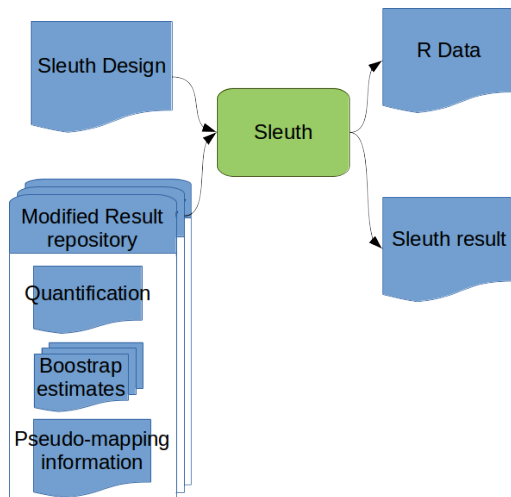 Sleuth Design
R Data
Sleuth
Modified Result
repository
Sleuth result
Quantification
Boostrap
estimates
Pseudo-mapping
information